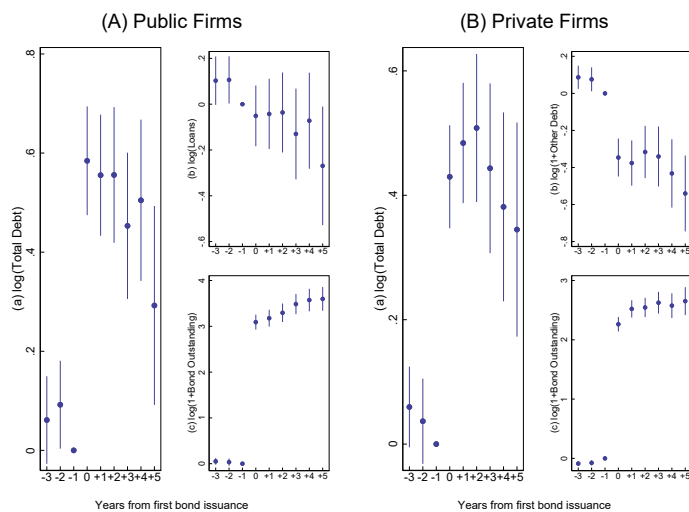 (A) Public Firms
(B) Private Firms
(a) log(Total Debt)
0
.2
.4
.6
.8
-3 -2 -1 0 +1 +2 +3 +4 +5
(b) log(Loans)
-.6
-.4
-.2
0
.2
-3 -2 -1 0 +1 +2 +3 +4 +5
(c) log(1+Bond Outstanding)
0
1
2
3
4
-3 -2 -1 0 +1 +2 +3 +4 +5
Years from first bond issuance
(a) log(Total Debt)
0
.2
.4
.6
-3 -2 -1 0 +1 +2 +3 +4 +5
(b) log(1+Other Debt)
-.8
-.6
-.4
-.2
0
.2
-3 -2 -1 0 +1 +2 +3 +4 +5
(c) log(1+Bond Outstanding)
0
1
2
3
-3 -2 -1 0 +1 +2 +3 +4 +5
Years from first bond issuance